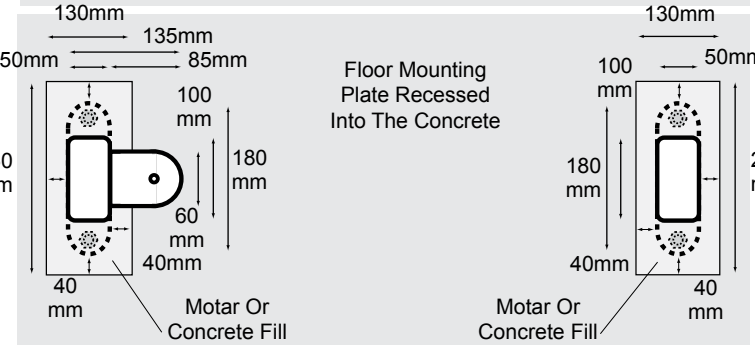 130mm
135mm
50mm
85mm
100
mm
180
mm
60
mm
40mm
40
mm
Motar Or
Concrete Fill
Floor Mounting
Plate Recessed
Into The Concrete
130mm
50mm
100
mm
180
mm
40mm
40
mm
Motar Or
Concrete Fill